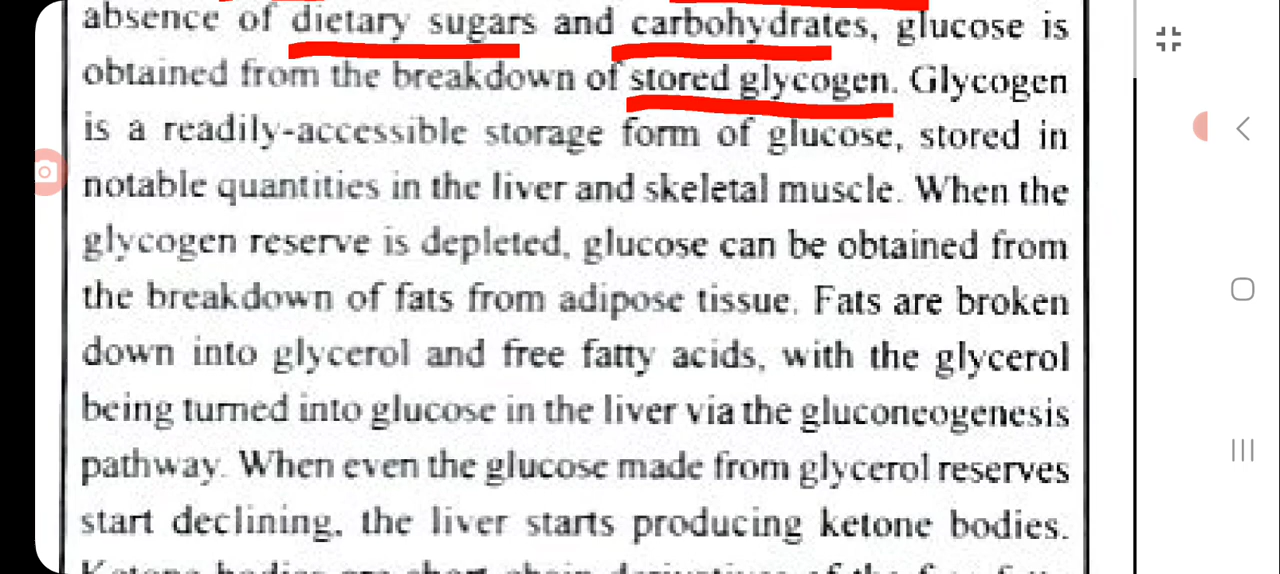 absence of dietary sugars and carbohydrates, glucose is
obtained from the breakdown of stored glycogen. Glycogen
is a readily-accessible storage form of glucose, stored in
notable quantities in the liver and skeletal muscle. When the
glycogen reserve is depleted, glucose can be obtained from
the breakdown of fats from adipose tissue. Fats are broken
down into glycerol and free fatty acids, with the glycerol
being turned into glucose in the liver via the gluconeogenesis
pathway. When even the glucose made from glycerol reserves
start declining, the liver starts producing ketone bodies.